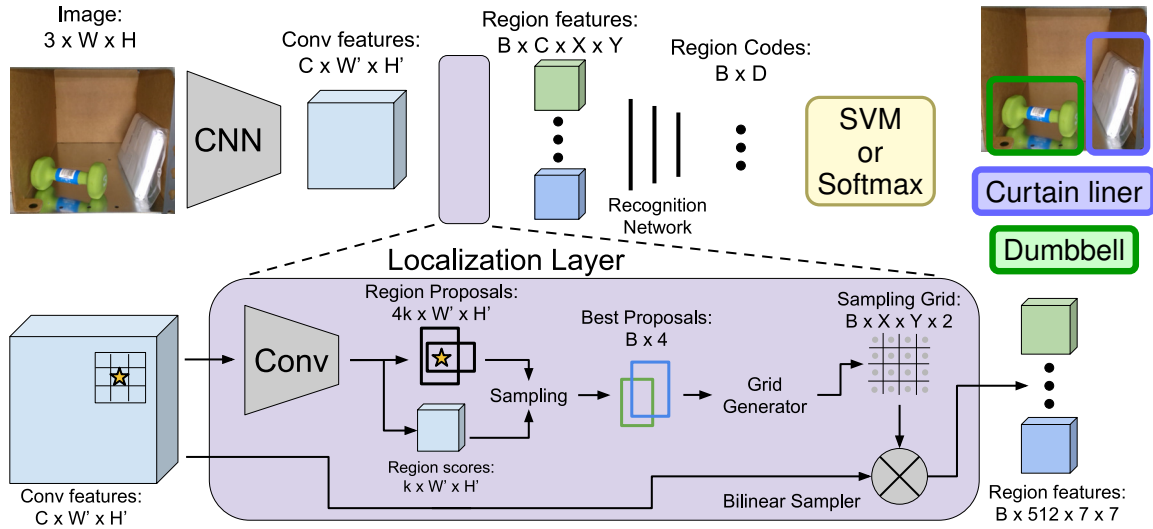 Image:
3 x W x H
Conv features:
C x W' x H'
Region features:
B x C x X x Y
Region Codes:
B x D
CNN
Recognition
Network
SVM
or
Softmax
Curtain liner
Dumbbell
Localization Layer
Region Proposals:
4k x W' x H'
Conv
Sampling
Region scores:
k x W' x H'
Best Proposals:
B x 4
Grid
Generator
Sampling Grid:
B x X x Y x 2
Bilinear Sampler
Conv features:
C x W' x H'
Region features:
B x 512 x 7 x 7